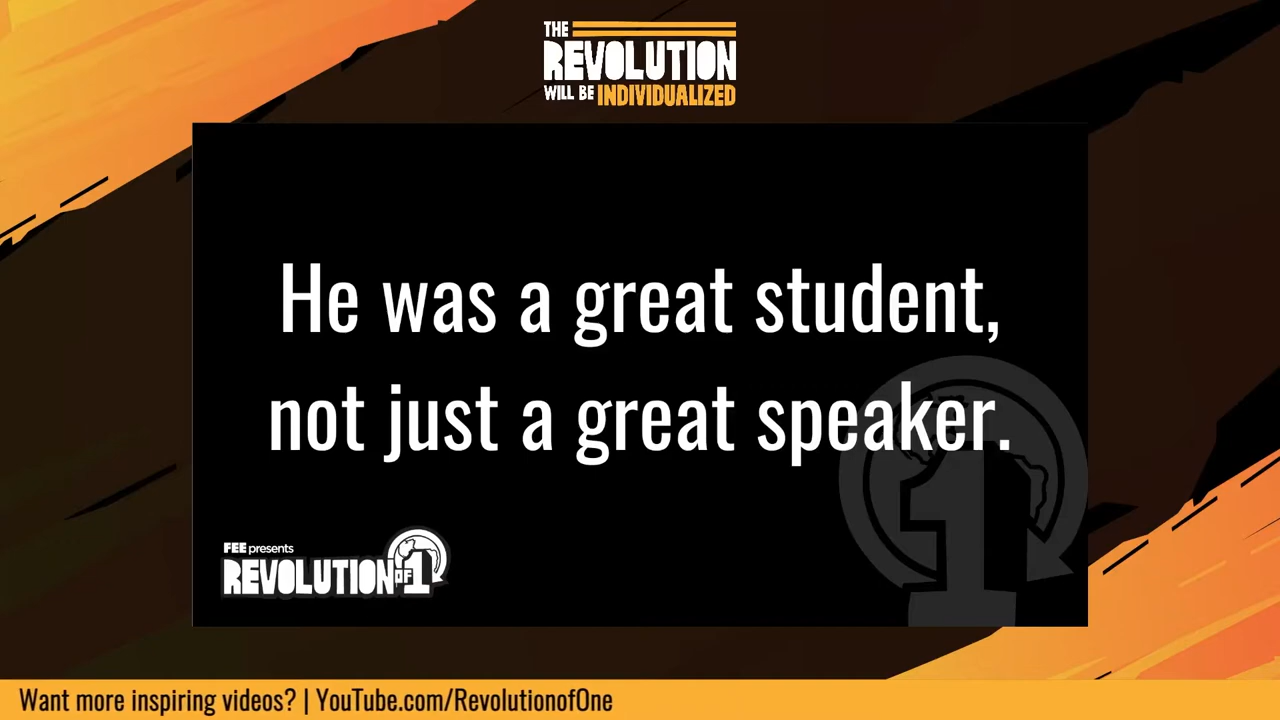 THE
REVOLUTION
WILL BE INDIVIDUALIZED
He was a great student,
not just a great speaker.
FEE presents
REVOLUTION OF 1
1
Want more inspiring videos? | YouTube.com/RevolutionofOne